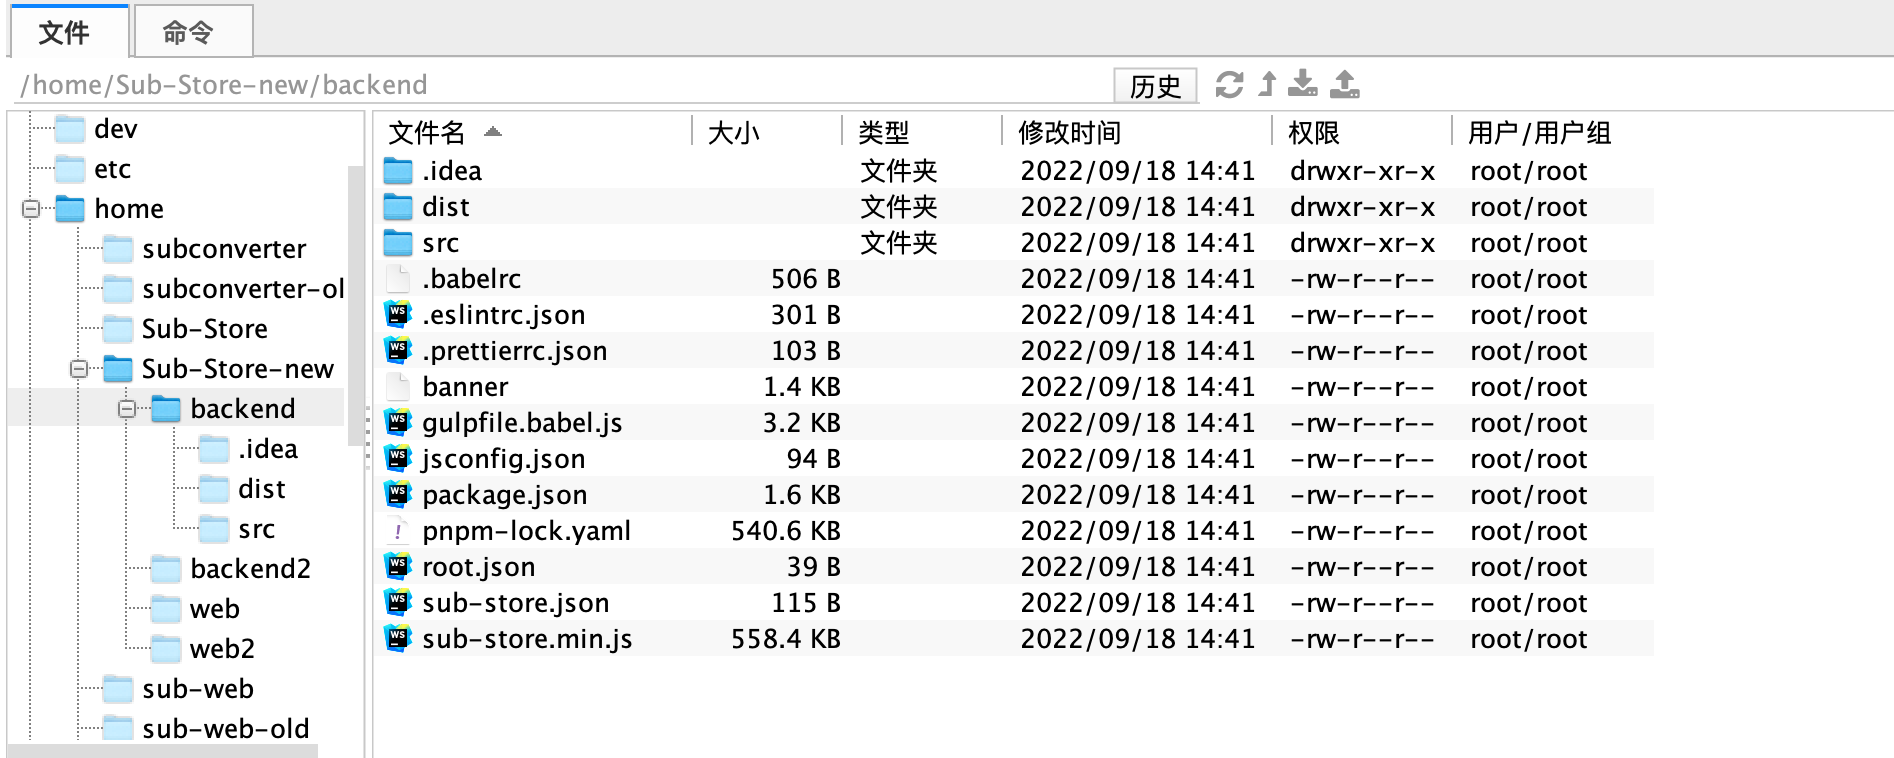 文件 命令
/home/Sub-Store-new/backend 历史
dev
etc
home
subconverter
subconverter-ol
Sub-Store
Sub-Store-new
backend
.idea
dist
src
backend2
web
web2
sub-web
sub-web-old
文件名 大小 类型 修改时间 权限 用户/用户组
.idea 文件夹 2022/09/18 14:41 drwxr-xr-x root/root
dist 文件夹 2022/09/18 14:41 drwxr-xr-x root/root
src 文件夹 2022/09/18 14:41 drwxr-xr-x root/root
.babelrc 506 B 2022/09/18 14:41 -rw-r--r-- root/root
.eslintrc.json 301 B 2022/09/18 14:41 -rw-r--r-- root/root
.prettierrc.json 103 B 2022/09/18 14:41 -rw-r--r-- root/root
banner 1.4 KB 2022/09/18 14:41 -rw-r--r-- root/root
gulpfile.babel.js 3.2 KB 2022/09/18 14:41 -rw-r--r-- root/root
jsconfig.json 94 B 2022/09/18 14:41 -rw-r--r-- root/root
package.json 1.6 KB 2022/09/18 14:41 -rw-r--r-- root/root
pnpm-lock.yaml 540.6 KB 2022/09/18 14:41 -rw-r--r-- root/root
root.json 39 B 2022/09/18 14:41 -rw-r--r-- root/root
sub-store.json 115 B 2022/09/18 14:41 -rw-r--r-- root/root
sub-store.min.js 558.4 KB 2022/09/18 14:41 -rw-r--r-- root/root